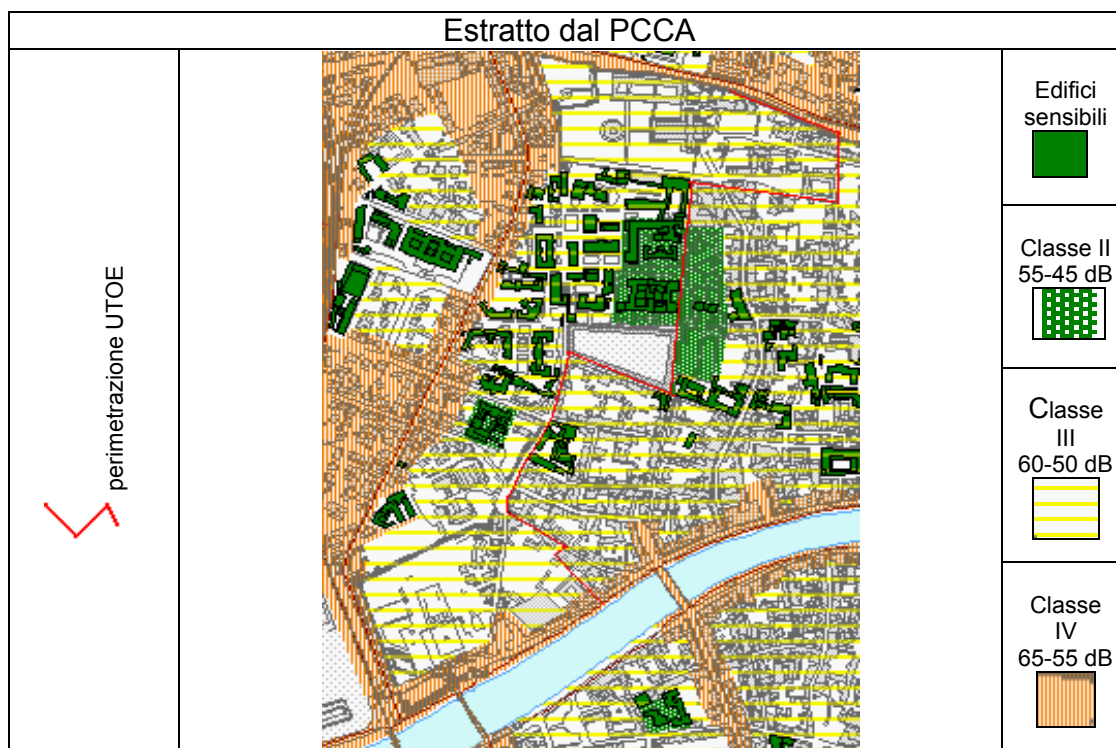 Estratto dal PCCA
perimetrazione UTOE
Edifici
sensibili
Classe II
55-45 dB
Classe
III
60-50 dB
Classe
IV
65-55 dB